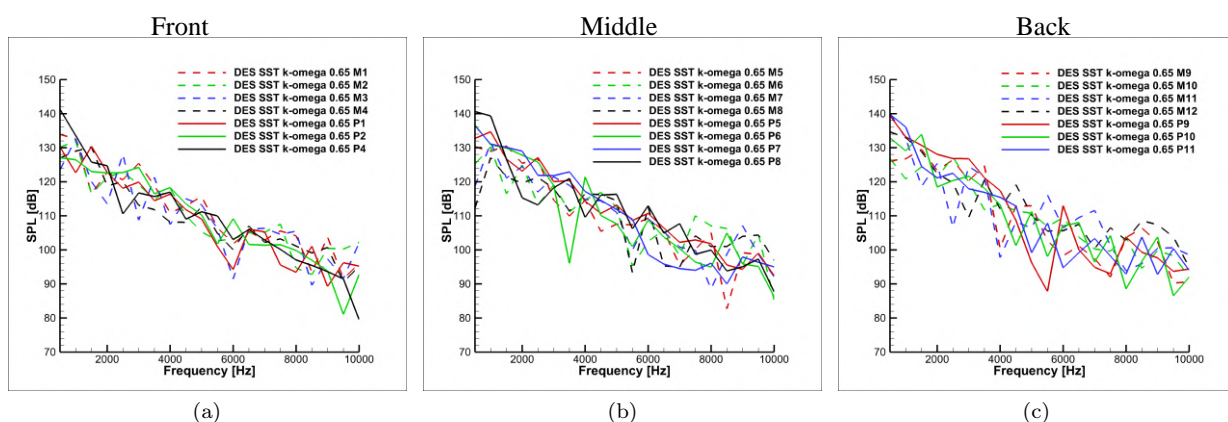 Front
150
140
130
120
110
100
90
80
70
SPL [dB]
DES SST k-omega 0.65 M1
DES SST k-omega 0.65 M2
DES SST k-omega 0.65 M3
DES SST k-omega 0.65 M4
DES SST k-omega 0.65 P1
DES SST k-omega 0.65 P2
DES SST k-omega 0.65 P4
2000 4000 6000 8000 10000
Frequency [Hz]
(a)
Middle
150
140
130
120
110
100
90
80
70
SPL [dB]
DES SST k-omega 0.65 M5
DES SST k-omega 0.65 M6
DES SST k-omega 0.65 M7
DES SST k-omega 0.65 M8
DES SST k-omega 0.65 P5
DES SST k-omega 0.65 P6
DES SST k-omega 0.65 P7
DES SST k-omega 0.65 P8
2000 4000 6000 8000 10000
Frequency [Hz]
(b)
Back
150
140
130
120
110
100
90
80
70
SPL [dB]
DES SST k-omega 0.65 M9
DES SST k-omega 0.65 M10
DES SST k-omega 0.65 M11
DES SST k-omega 0.65 M12
DES SST k-omega 0.65 P9
DES SST k-omega 0.65 P10
DES SST k-omega 0.65 P11
2000 4000 6000 8000 10000
Frequency [Hz]
(c)